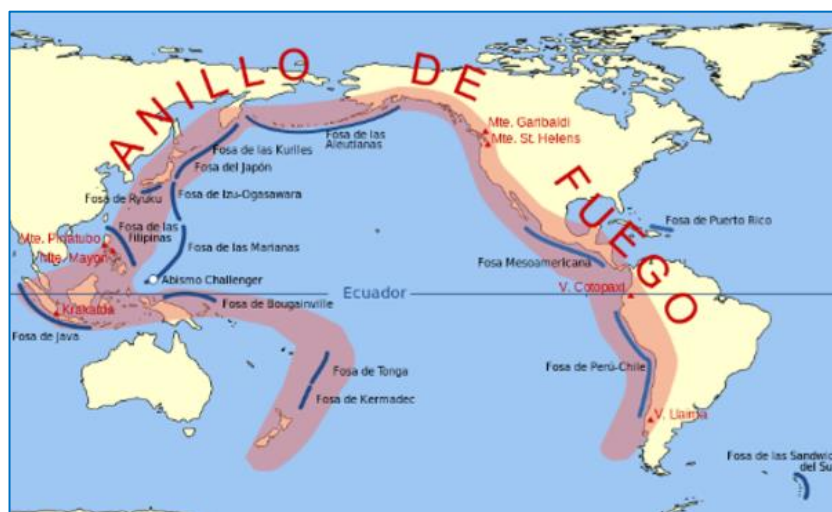 ANILLO DE FUEGO
Mte. Garibaldi
Mte. St. Helens
Fosa de las
Aleutianas
Fosa de las Kuriles
Fosa del Japón
Fosa de Izu-Ogasawara
Fosa de Ryuku
Fosa de las
Filipinas
Fosa de Puerto Rico
Mte. Pinatubo
Mte. Mayon
Fosa de las Marianas
Fosa Mesoamericana
Abismo Challenger
V. Cotopaxi
Ecuador
Fosa de Bougainville
Krakatoa
Fosa de Java
Fosa de Tonga
Fosa de Perú-Chile
Fosa de Kermadec
V. Llaima
Fosa de las Sandwic
del Su